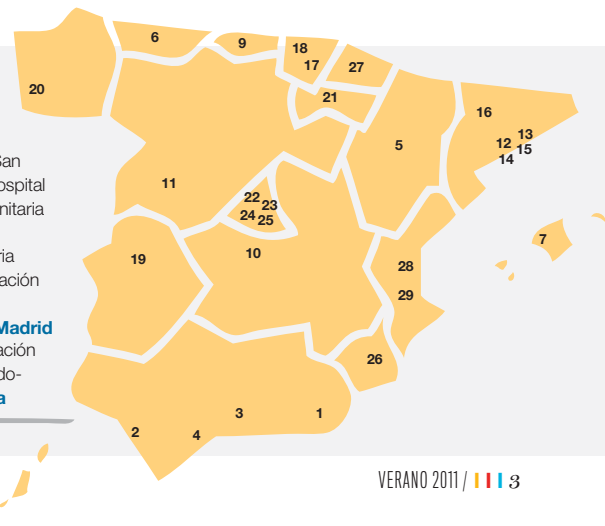 San
ospital
nitaria
ria
ación
Madrid
ación
do-
a
6
9
18
17
27
20
21
16
5
13
12 15
14
11
22
23
24 25
7
19
10
28
29
26
3
1
2
4
VERANO 2011 / 3